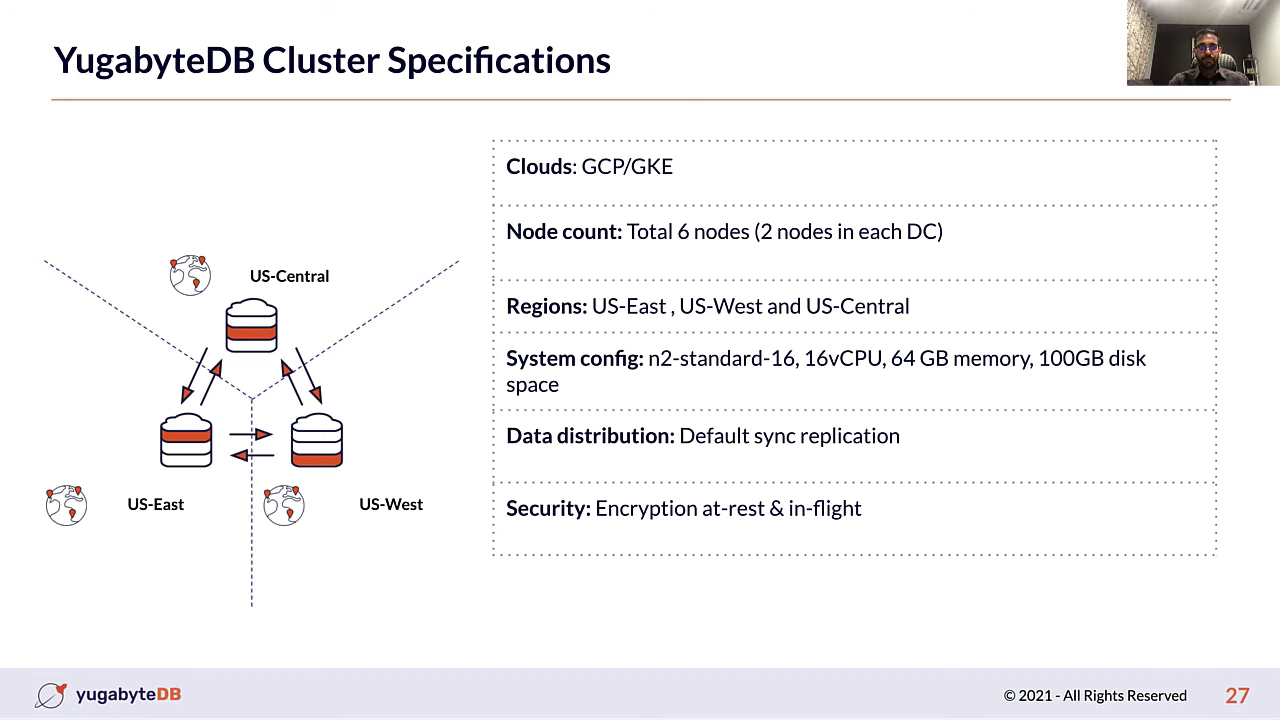 YugabyteDB Cluster Specifications
US-Central
US-East
US-West
Clouds: GCP/GKE
Node count: Total 6 nodes (2 nodes in each DC)
Regions: US-East , US-West and US-Central
System config: n2-standard-16, 16vCPU, 64 GB memory, 100GB disk
space
Data distribution: Default sync replication
Security: Encryption at-rest & in-flight
yugabyteDB
© 2021 - All Rights Reserved
27